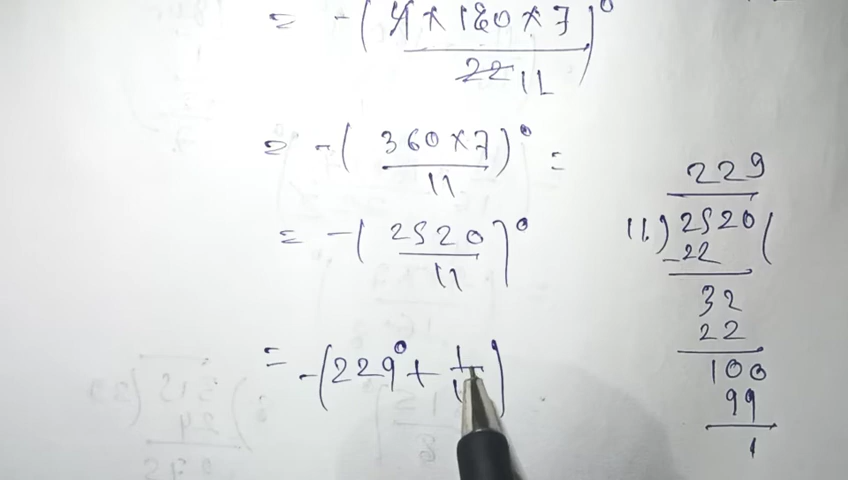 = -( 4 × 180 × 7 / 22 11 )°
= -( 360 × 7 / 11 )° =
= -( 2520 / 11 )°
= -( 229° + 1/11 )
229
11 ) 2520 (
-22
32
22
100
99
1